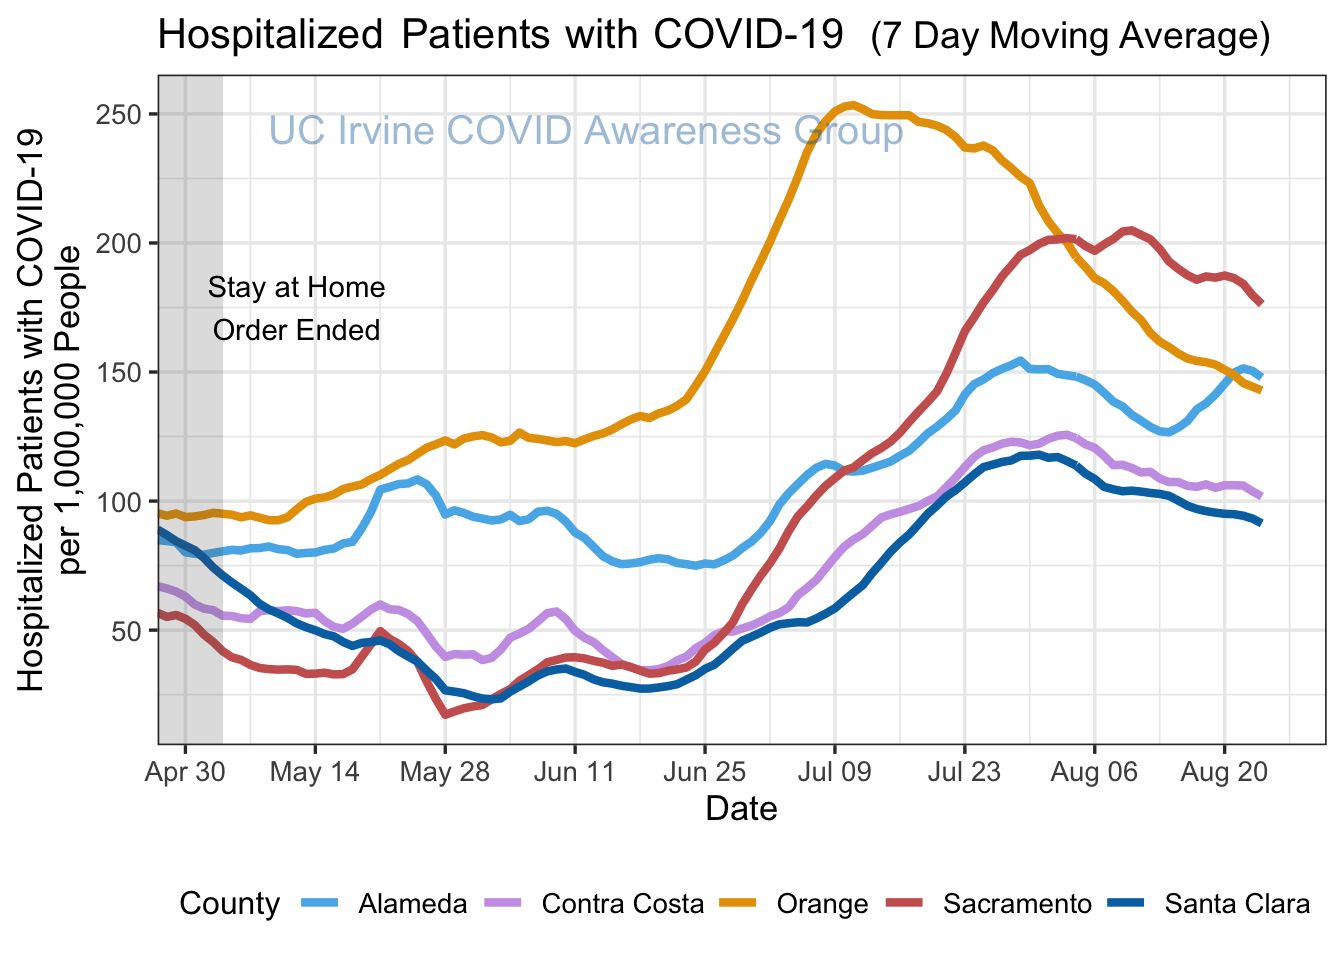 Hospitalized Patients with COVID-19 (7 Day Moving Average)
Hospitalized Patients with COVID-19
per 1,000,000 People
250
200
150
100
50
UC Irvine COVID Awareness Group
Stay at Home
Order Ended
Apr 30 May 14 May 28 Jun 11 Jun 25 Jul 09 Jul 23 Aug 06 Aug 20
Date
County Alameda Contra Costa Orange Sacramento Santa Clara